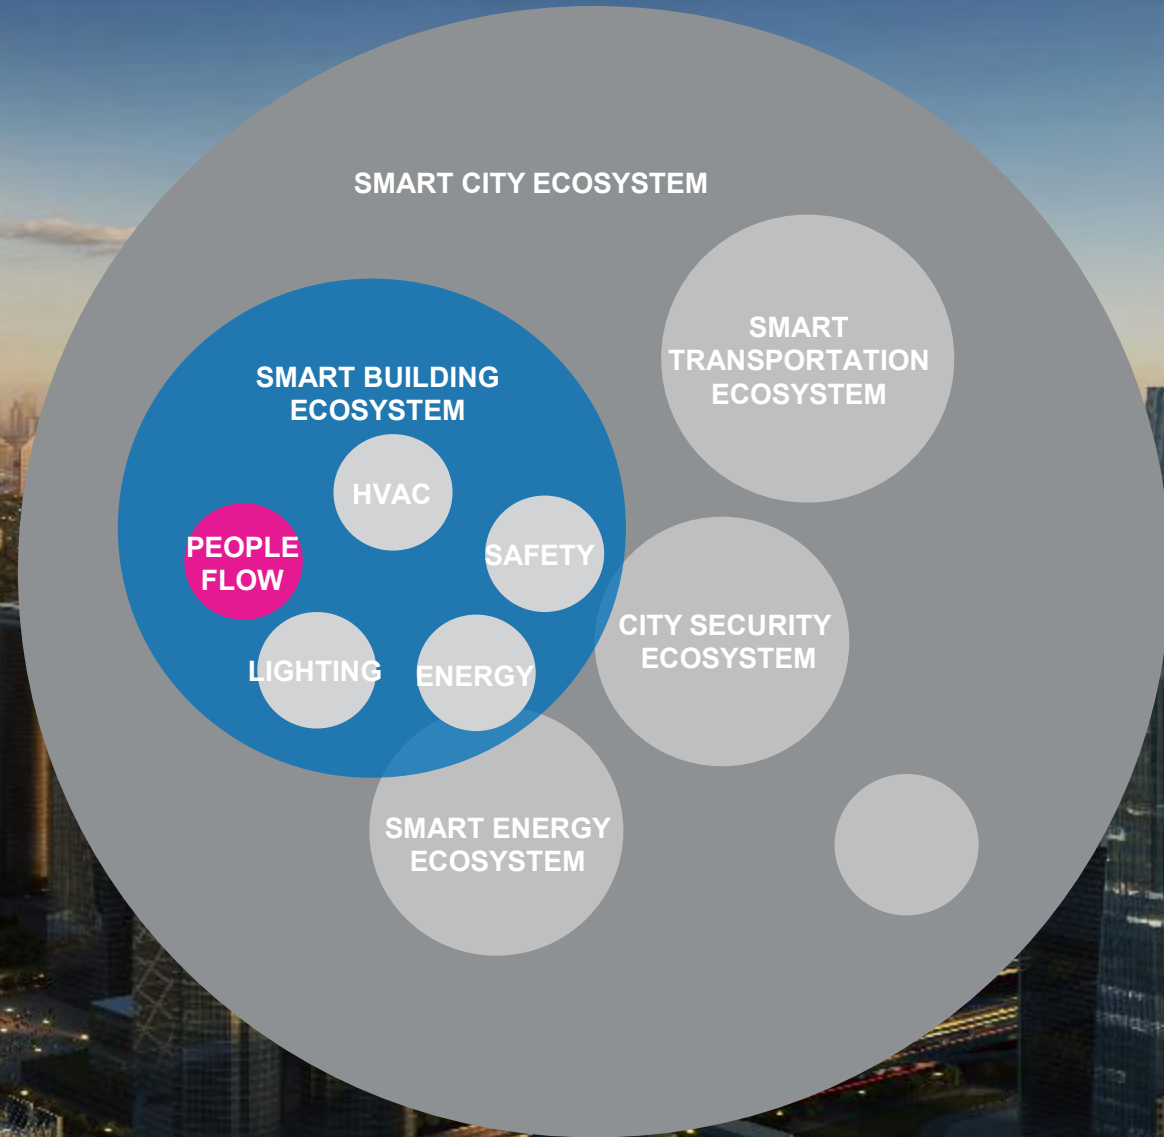 SMART CITY ECOSYSTEM
SMART
TRANSPORTATION
ECOSYSTEM
SMART BUILDING
ECOSYSTEM
HVAC
PEOPLE
FLOW
SAFETY
LIGHTING
ENERGY
CITY SECURITY
ECOSYSTEM
SMART ENERGY
ECOSYSTEM